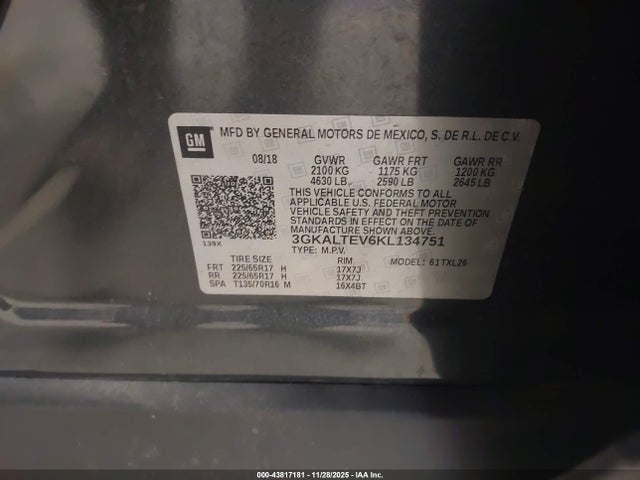 GM
MFD BY GENERAL MOTORS DE MEXICO, S. DE R.L. DE C.V.
08/18 GVWR GAWR FRT GAWR RR
2100 KG 1175 KG 1200 KG
4630 LB 2590 LB 2645 LB
THIS VEHICLE CONFORMS TO ALL
APPLICABLE U.S. FEDERAL MOTOR
VEHICLE SAFETY AND THEFT PREVENTION
STANDARDS IN EFFECT ON THE DATE OF
MANUFACTURE SHOWN ABOVE.
139X 3GKALTEV6KL134751
TYPE: M.P.V. MODEL: 61TXL26
TIRE SIZE RIM
FRT 225/65R17 H 17X7J
RR 225/65R17 H 17X7J
SPA T135/70R16 M 16X4BT
000-43817181 - 11/28/2025 - IAA Inc.